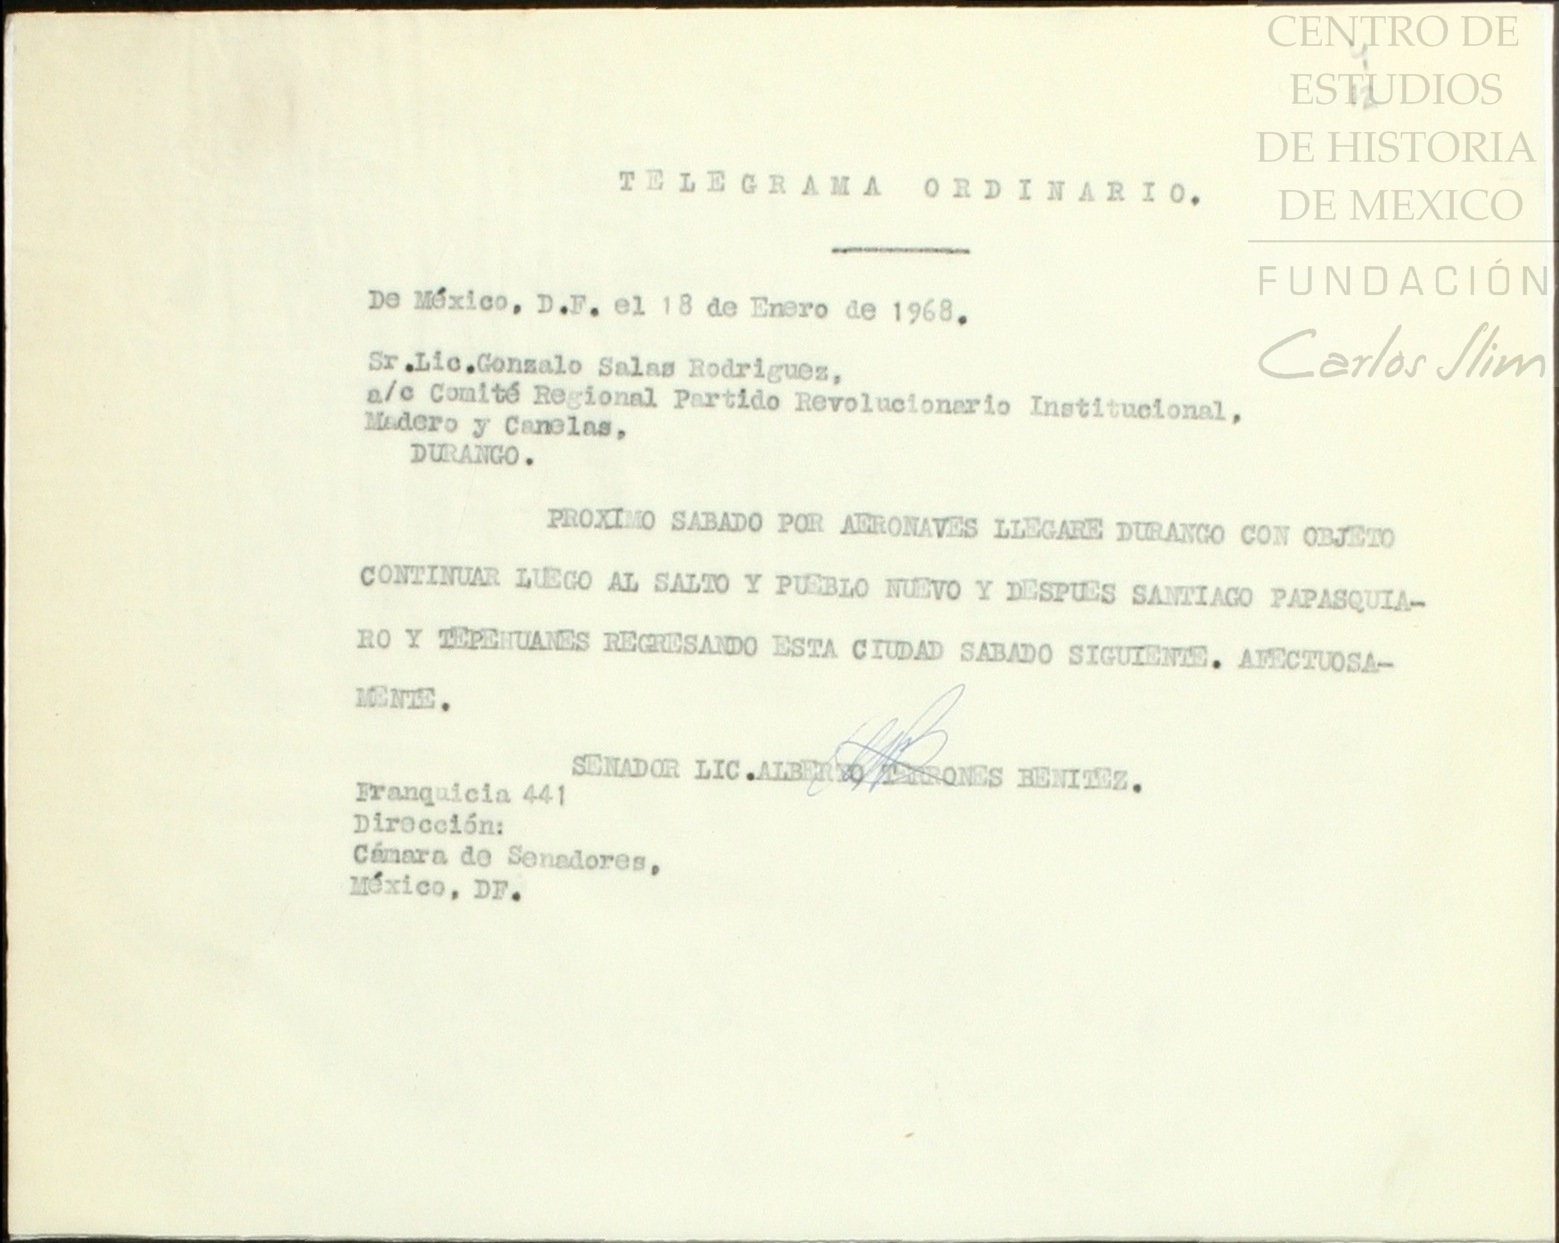 CENTRO DE
ESTUDIOS
DE HISTORIA
DE MEXICO
FUNDACIÓN
Carlos Slim
TELEGRAMA ORDINARIO.
De México, D.F. el 18 de Enero de 1968.
Sr.Lic.Gonzalo Salas Rodriguez,
a/c Comité Regional Partido Revolucionario Institucional,
Madero y Canelas,
DURANGO.
PROXIMO SABADO POR AERONAVES LLEGARE DURANGO CON OBJETO
CONTINUAR LUEGO AL SALTO Y PUEBLO NUEVO Y DESPUES SANTIAGO PAPASQUIA-
RO Y TEPEHUANES REGRESANDO ESTA CIUDAD SABADO SIGUIENTE. AFECTUOSA-
MENTE.
SENADOR LIC.ALBERTO TERRONES BENITEZ.
Franquicia 441
Dirección:
Cámara de Senadores,
México, DF.